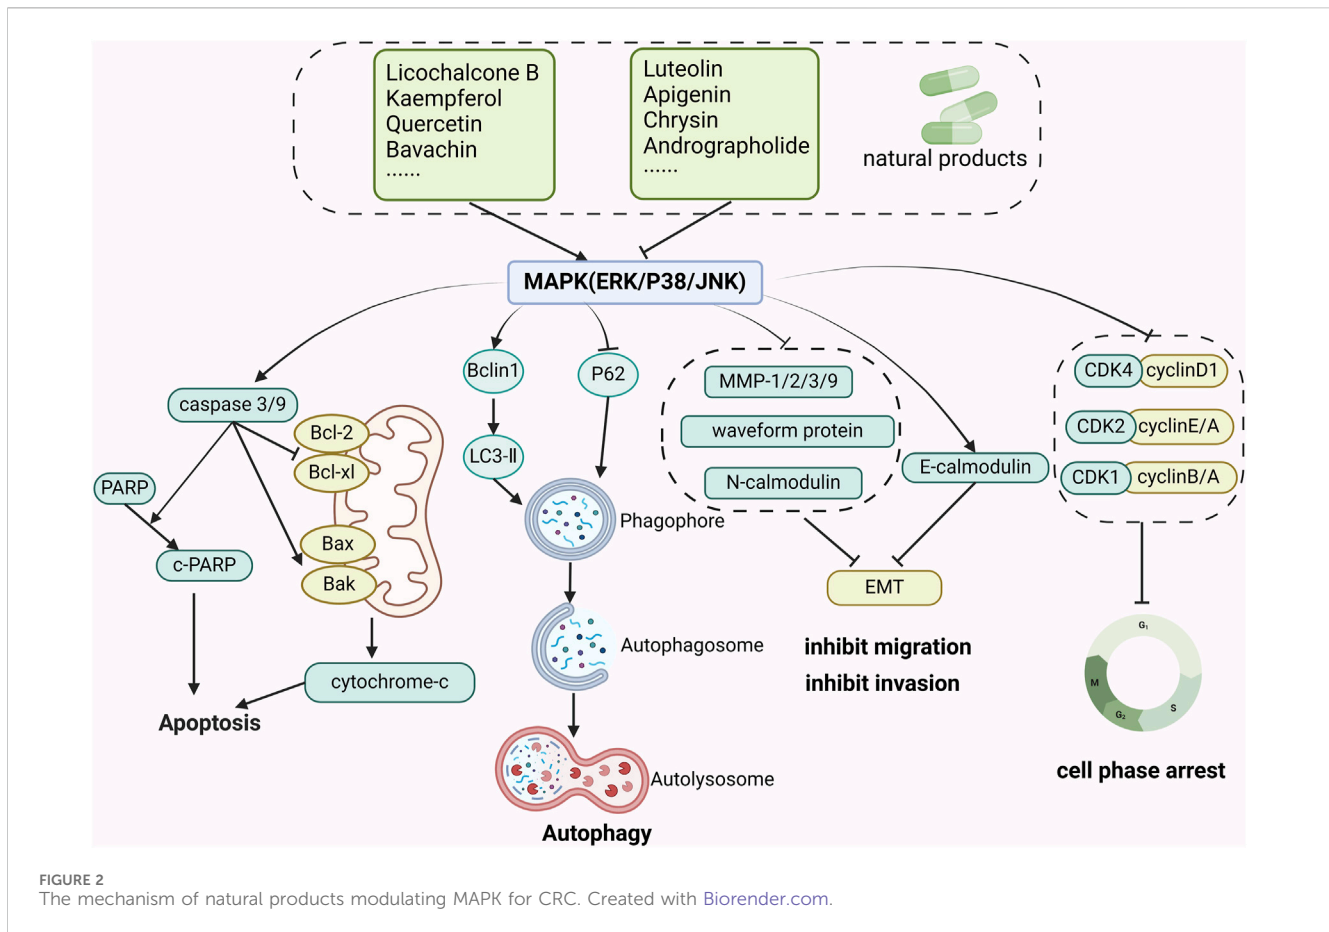 Licochalcone B
Kaempferol
Quercetin
Bavachin
......
Luteolin
Apigenin
Chrysin
Andrographolide
......
natural products
MAPK(ERK/P38/JNK)
caspase 3/9
Bcl-2
Bcl-xl
PARP
c-PARP
Bax
Bak
cytochrome-c
Apoptosis
Bclin1
P62
LC3-II
Phagophore
Autophagosome
Autolysosome
Autophagy
MMP-1/2/3/9
waveform protein
N-calmodulin
E-calmodulin
EMT
inhibit migration
inhibit invasion
CDK4 cyclinD1
CDK2 cyclinE/A
CDK1 cyclinB/A
G1
M
S
G2
cell phase arrest
FIGURE 2
The mechanism of natural products modulating MAPK for CRC. Created with Biorender.com.